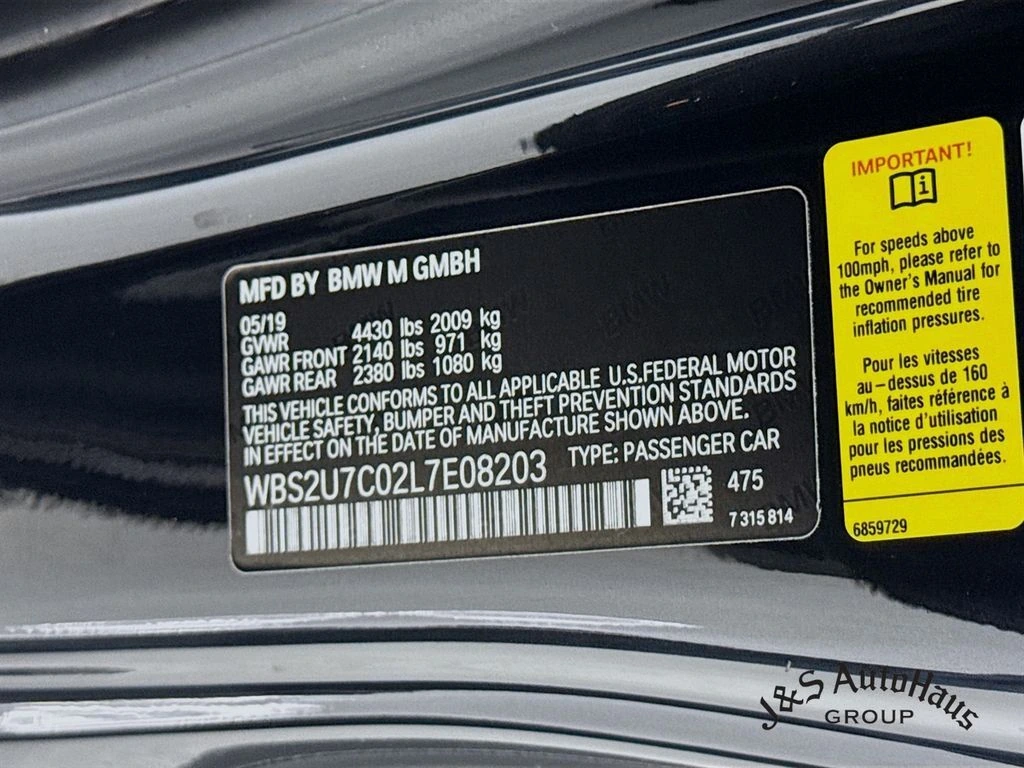 MFD BY BMW M GMBH
05/19
GVWR 4430 lbs 2009 kg
GAWR FRONT 2140 lbs 971 kg
GAWR REAR 2380 lbs 1080 kg
THIS VEHICLE CONFORMS TO ALL APPLICABLE U.S.FEDERAL MOTOR
VEHICLE SAFETY, BUMPER AND THEFT PREVENTION STANDARDS
IN EFFECT ON THE DATE OF MANUFACTURE SHOWN ABOVE.
WBS2U7C02L7E08203 TYPE: PASSENGER CAR
475
7 315 814
IMPORTANT!
i
For speeds above
100mph, please refer to
the Owner's Manual for
recommended tire
inflation pressures.
Pour les vitesses
au-dessus de 160
km/h, faites référence à
la notice d'utilisation
pour les pressions des
pneus recommandées.
6859729
J&S AutoHaus
GROUP